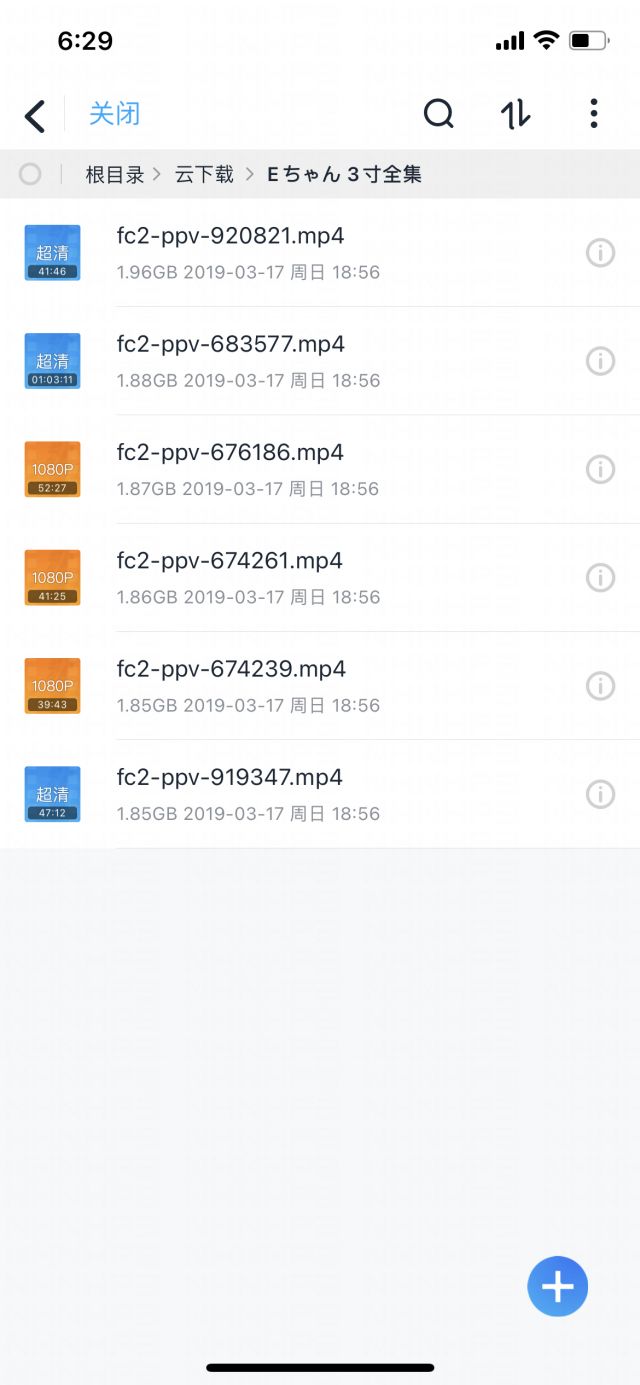 6:29
关闭
根目录 > 云下载 > Eちゃん 3寸全集
超清
41:46
fc2-ppv-920821.mp4
1.96GB 2019-03-17 周日 18:56
超清
01:03:11
fc2-ppv-683577.mp4
1.88GB 2019-03-17 周日 18:56
1080P
52:27
fc2-ppv-676186.mp4
1.87GB 2019-03-17 周日 18:56
1080P
41:25
fc2-ppv-674261.mp4
1.86GB 2019-03-17 周日 18:56
1080P
39:43
fc2-ppv-674239.mp4
1.85GB 2019-03-17 周日 18:56
超清
47:12
fc2-ppv-919347.mp4
1.85GB 2019-03-17 周日 18:56